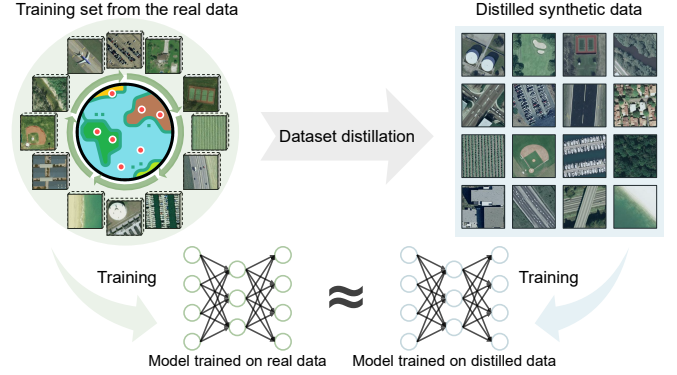 Training set from the real data
Distilled synthetic data
Dataset distillation
Training
Training
≈
Model trained on real data
Model trained on distilled data